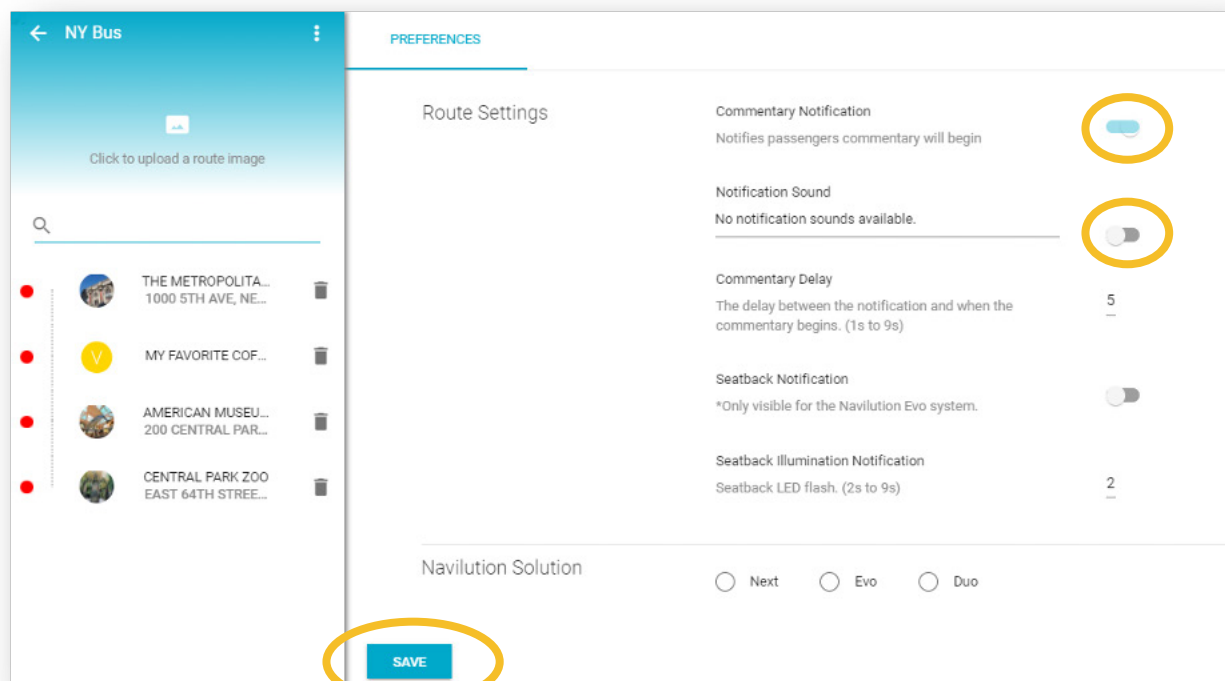 NY Bus
Click to upload a route image
THE METROPOLITA...
1000 5TH AVE, NE...
V
MY FAVORITE COF...
AMERICAN MUSEU...
200 CENTRAL PAR...
CENTRAL PARK ZOO
EAST 64TH STREE...
PREFERENCES
Route Settings
Commentary Notification
Notifies passengers commentary will begin
Notification Sound
No notification sounds available.
Commentary Delay
The delay between the notification and when the
commentary begins. (1s to 9s)
5
Seatback Notification
*Only visible for the Navilution Evo system.
Seatback Illumination Notification
Seatback LED flash. (2s to 9s)
2
Navilution Solution
Next Evo Duo
SAVE